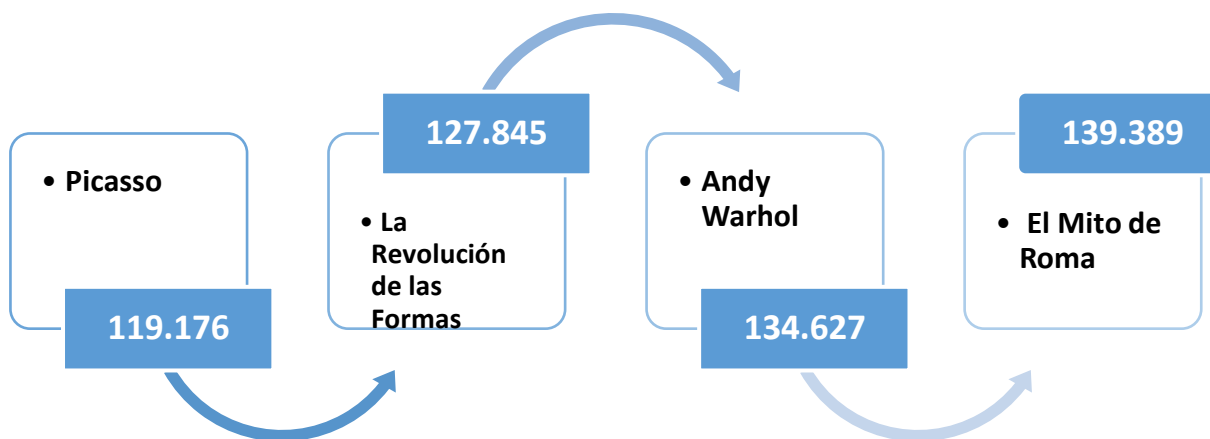 • Picasso
119.176
127.845
• La
Revolución
de las
Formas
• Andy
Warhol
134.627
139.389
• El Mito de
Roma